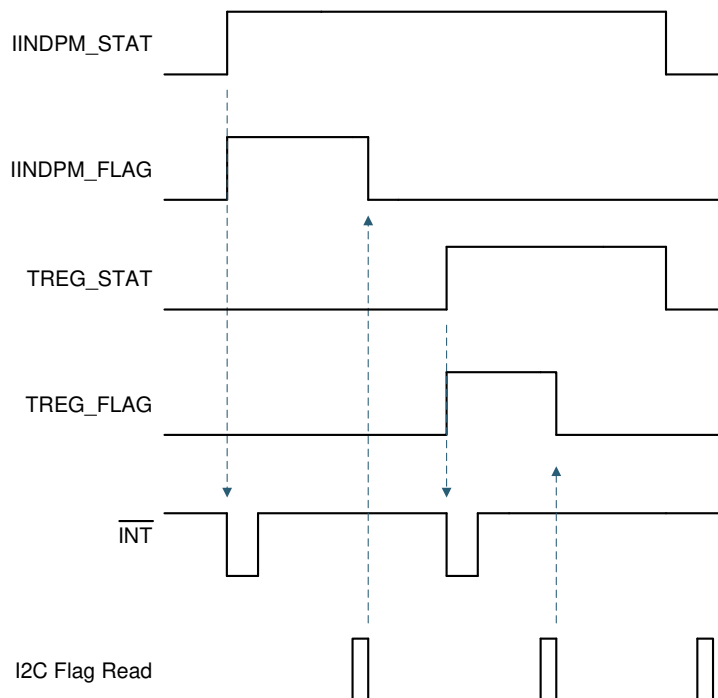 IINDPM_STAT
IINDPM_FLAG
TREG_STAT
TREG_FLAG
INT
I2C Flag Read